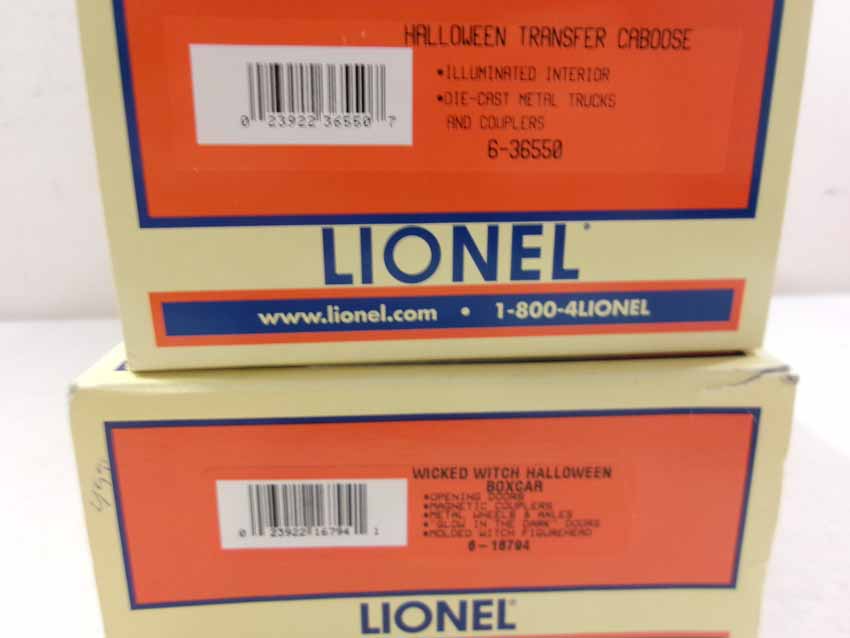 HALLOWEEN TRANSFER CABOOSE
•ILLUMINATED INTERIOR
•DIE-CAST METAL TRUCKS
AND COUPLERS
6-36550
0 23922 36550 7
LIONEL
www.lionel.com • 1-800-4LIONEL
WICKED WITCH HALLOWEEN
BOXCAR
•OPENING DOORS
•MAGNETIC COUPLERS
•METAL WHEELS & AXLES
•"GLOW IN THE DARK" DOORS
•MOLDED WITCH FIGUREHEAD
6-16794
0 23922 16794 1
LIONEL